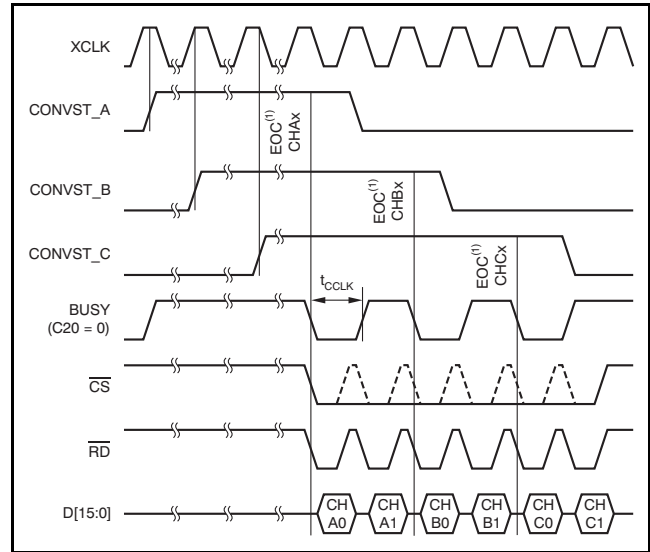 XCLK
CONVST_A
EOC(1)
CHAx
CONVST_B
EOC(1)
CHBx
CONVST_C
EOC(1)
CHCx
tCCLK
BUSY
(C20 = 0)
CS
RD
D[15:0]
CH
A0
CH
A1
CH
B0
CH
B1
CH
C0
CH
C1